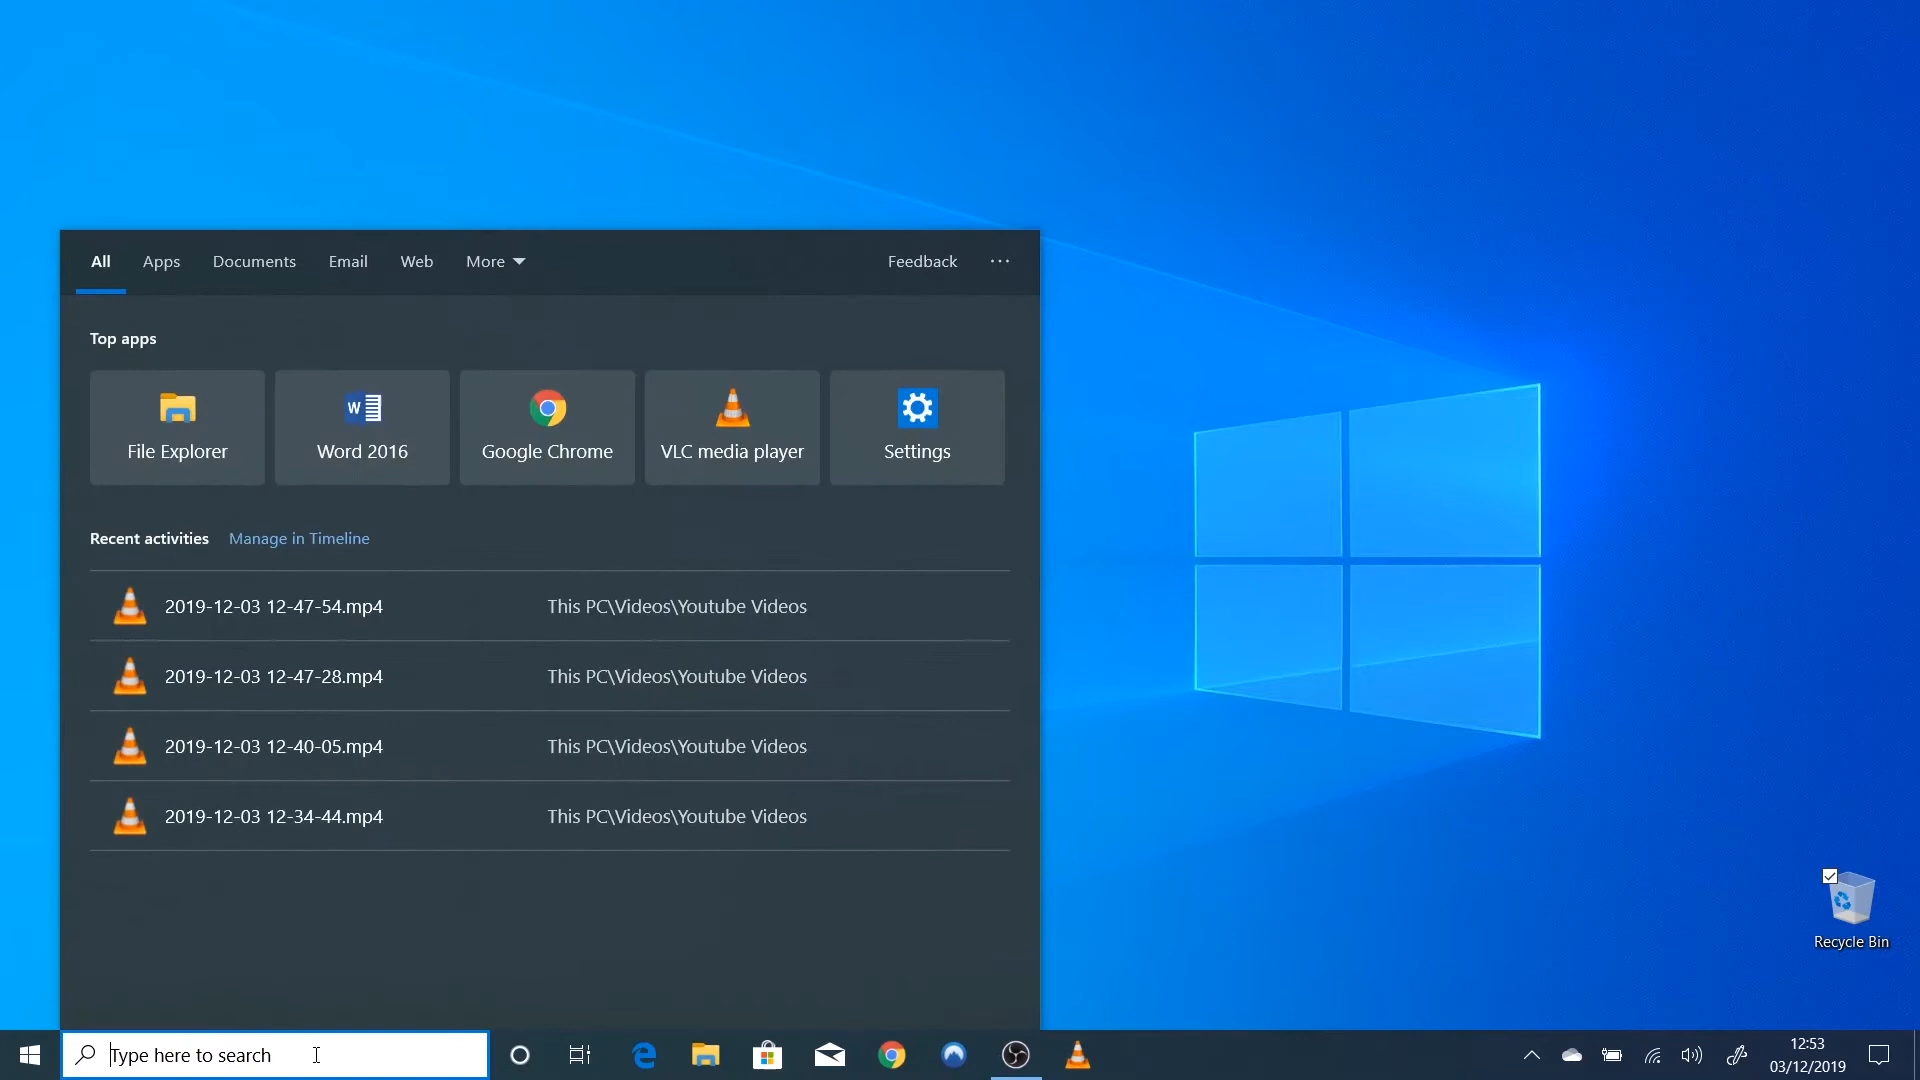 All Apps Documents Email Web More Feedback ...
Top apps
File Explorer W Word 2016 Google Chrome VLC media player Settings
Recent activities Manage in Timeline
2019-12-03 12-47-54.mp4 This PC\Videos\Youtube Videos
2019-12-03 12-47-28.mp4 This PC\Videos\Youtube Videos
2019-12-03 12-40-05.mp4 This PC\Videos\Youtube Videos
2019-12-03 12-34-44.mp4 This PC\Videos\Youtube Videos
Recycle Bin
Type here to search
12:53
03/12/2019